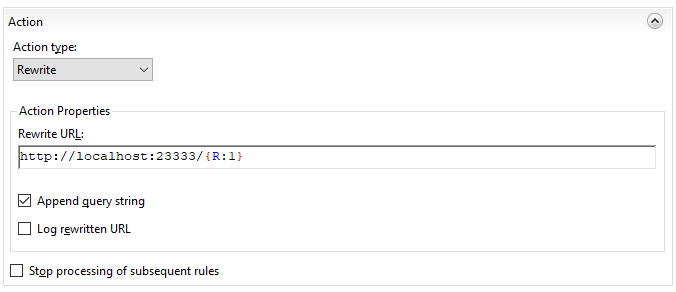 Action
Action type:
Rewrite
Action Properties
Rewrite URL:
http://localhost:23333/{R:1}
Append query string
Log rewritten URL
Stop processing of subsequent rules